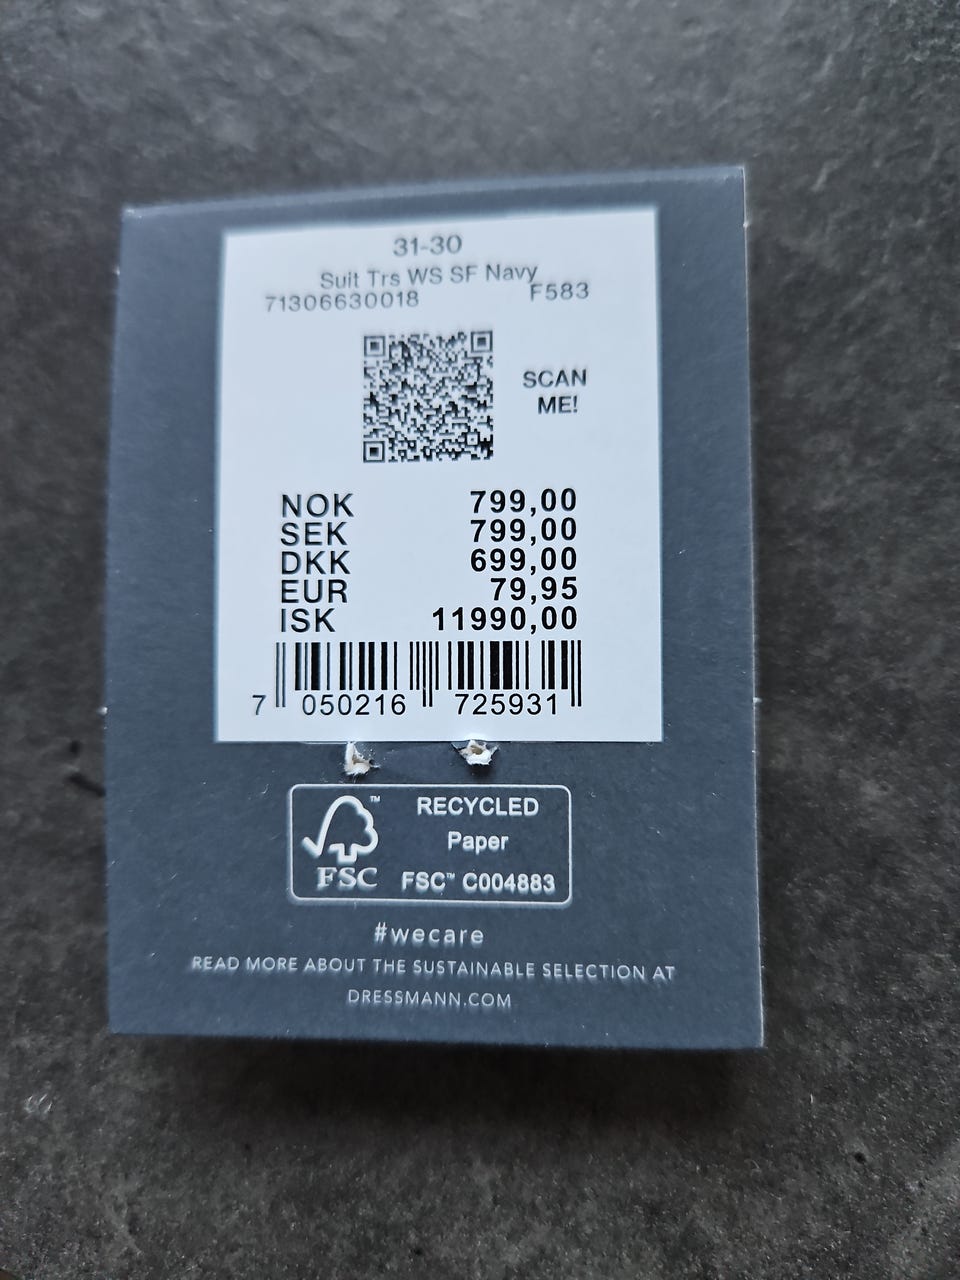 31-30
Suit Trs WS SF Navy
71306630018 F583
SCAN
ME!
NOK 799,00
SEK 799,00
DKK 699,00
EUR 79,95
ISK 11990,00
7 050216 725931
FSC™
RECYCLED
Paper
FSC™ C004883
#wecare
READ MORE ABOUT THE SUSTAINABLE SELECTION AT
DRESSMANN.COM